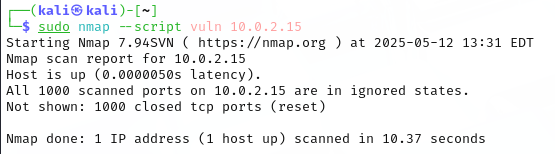 ┌──(kali㉿kali)-[~]
└─$ sudo nmap --script vuln 10.0.2.15
Starting Nmap 7.94SVN ( https://nmap.org ) at 2025-05-12 13:31 EDT
Nmap scan report for 10.0.2.15
Host is up (0.0000050s latency).
All 1000 scanned ports on 10.0.2.15 are in ignored states.
Not shown: 1000 closed tcp ports (reset)
Nmap done: 1 IP address (1 host up) scanned in 10.37 seconds